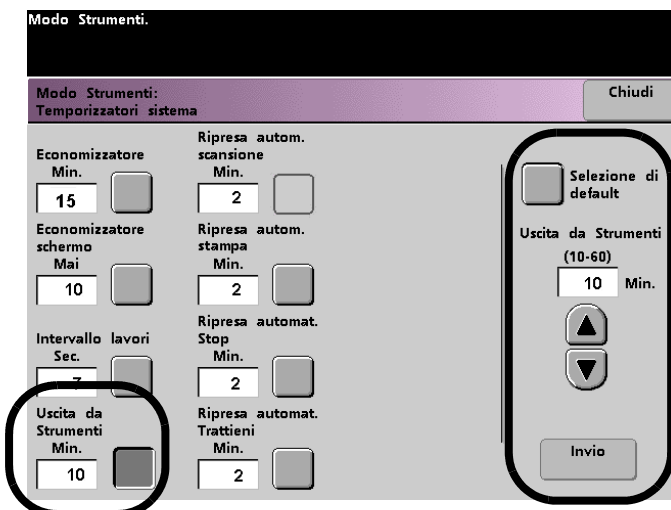 Modo Strumenti.
Modo Strumenti:
Temporizzatori sistema
Chiudi
Economizzatore
Min.
15
Economizzatore
schermo
Mai
10
Intervallo lavori
Sec.
7
Uscita da
Strumenti
Min.
10
Ripresa autom.
scansione
Min.
2
Ripresa autom.
stampa
Min.
2
Ripresa automat.
Stop
Min.
2
Ripresa automat.
Trattieni
Min.
2
Selezione di
default
Uscita da Strumenti
(10-60)
10 Min.
Invio